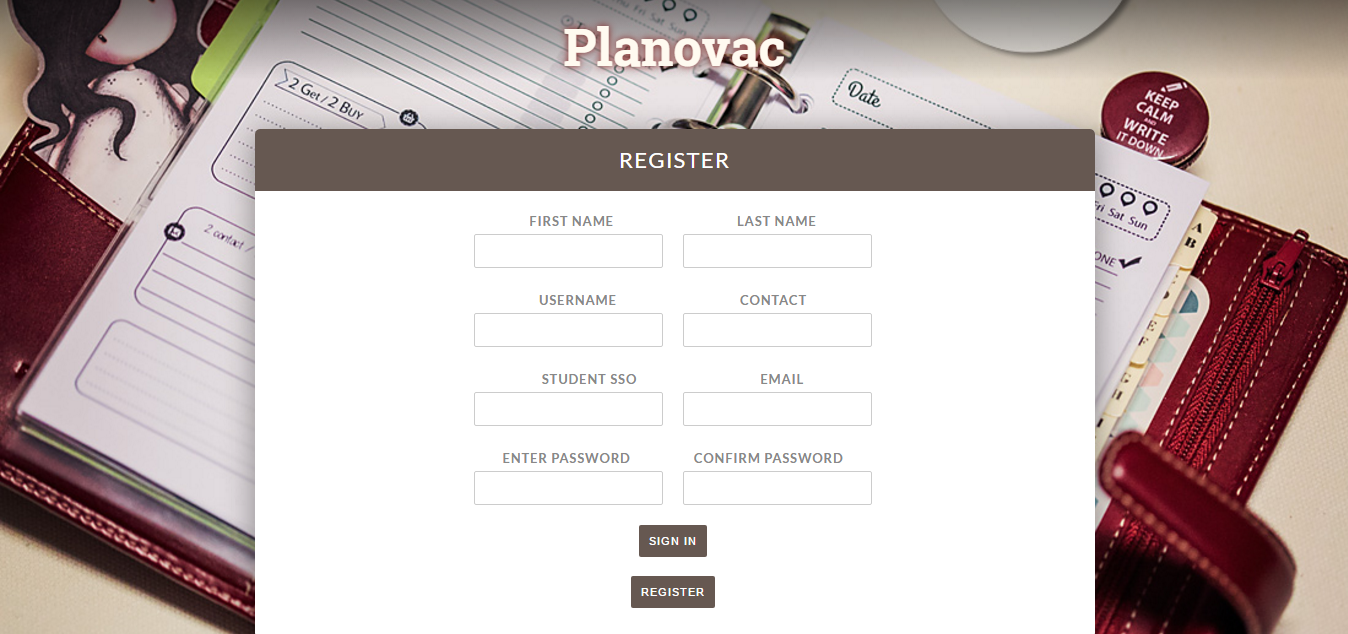 Planovac
Thu Fri Sat Sun
2 Get / 2 Buy
Date
KEEP
CALM
AND
WRITE
IT DOWN
REGISTER
FIRST NAME
LAST NAME
Fri Sat Sun
2 contact /
A
B
USERNAME
CONTACT
E
F
STUDENT SSO
EMAIL
G
H
I
ENTER PASSWORD
CONFIRM PASSWORD
SIGN IN
REGISTER